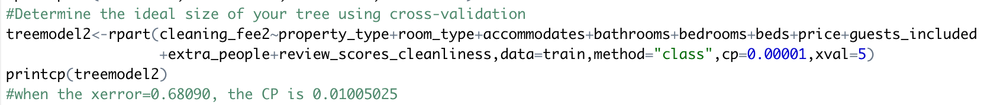 #Determine the ideal size of your tree using cross-validation
treemodel2<-rpart(cleaning_fee2~property_type+room_type+accommodates+bathrooms+bedrooms+beds+price+guests_included
+extra_people+review_scores_cleanliness,data=train,method="class",cp=0.00001,xval=5)
printcp(treemodel2)
#when the xerror=0.68090, the CP is 0.01005025